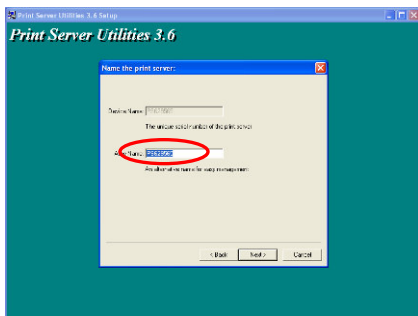 Print Server Utilities 3.6 Setup
Print Server Utilities 3.6
Name the print server:
Device Name:
The unique serial number of the print server
Name:
An alternative name for easy management
< Back
Next >
Cancel